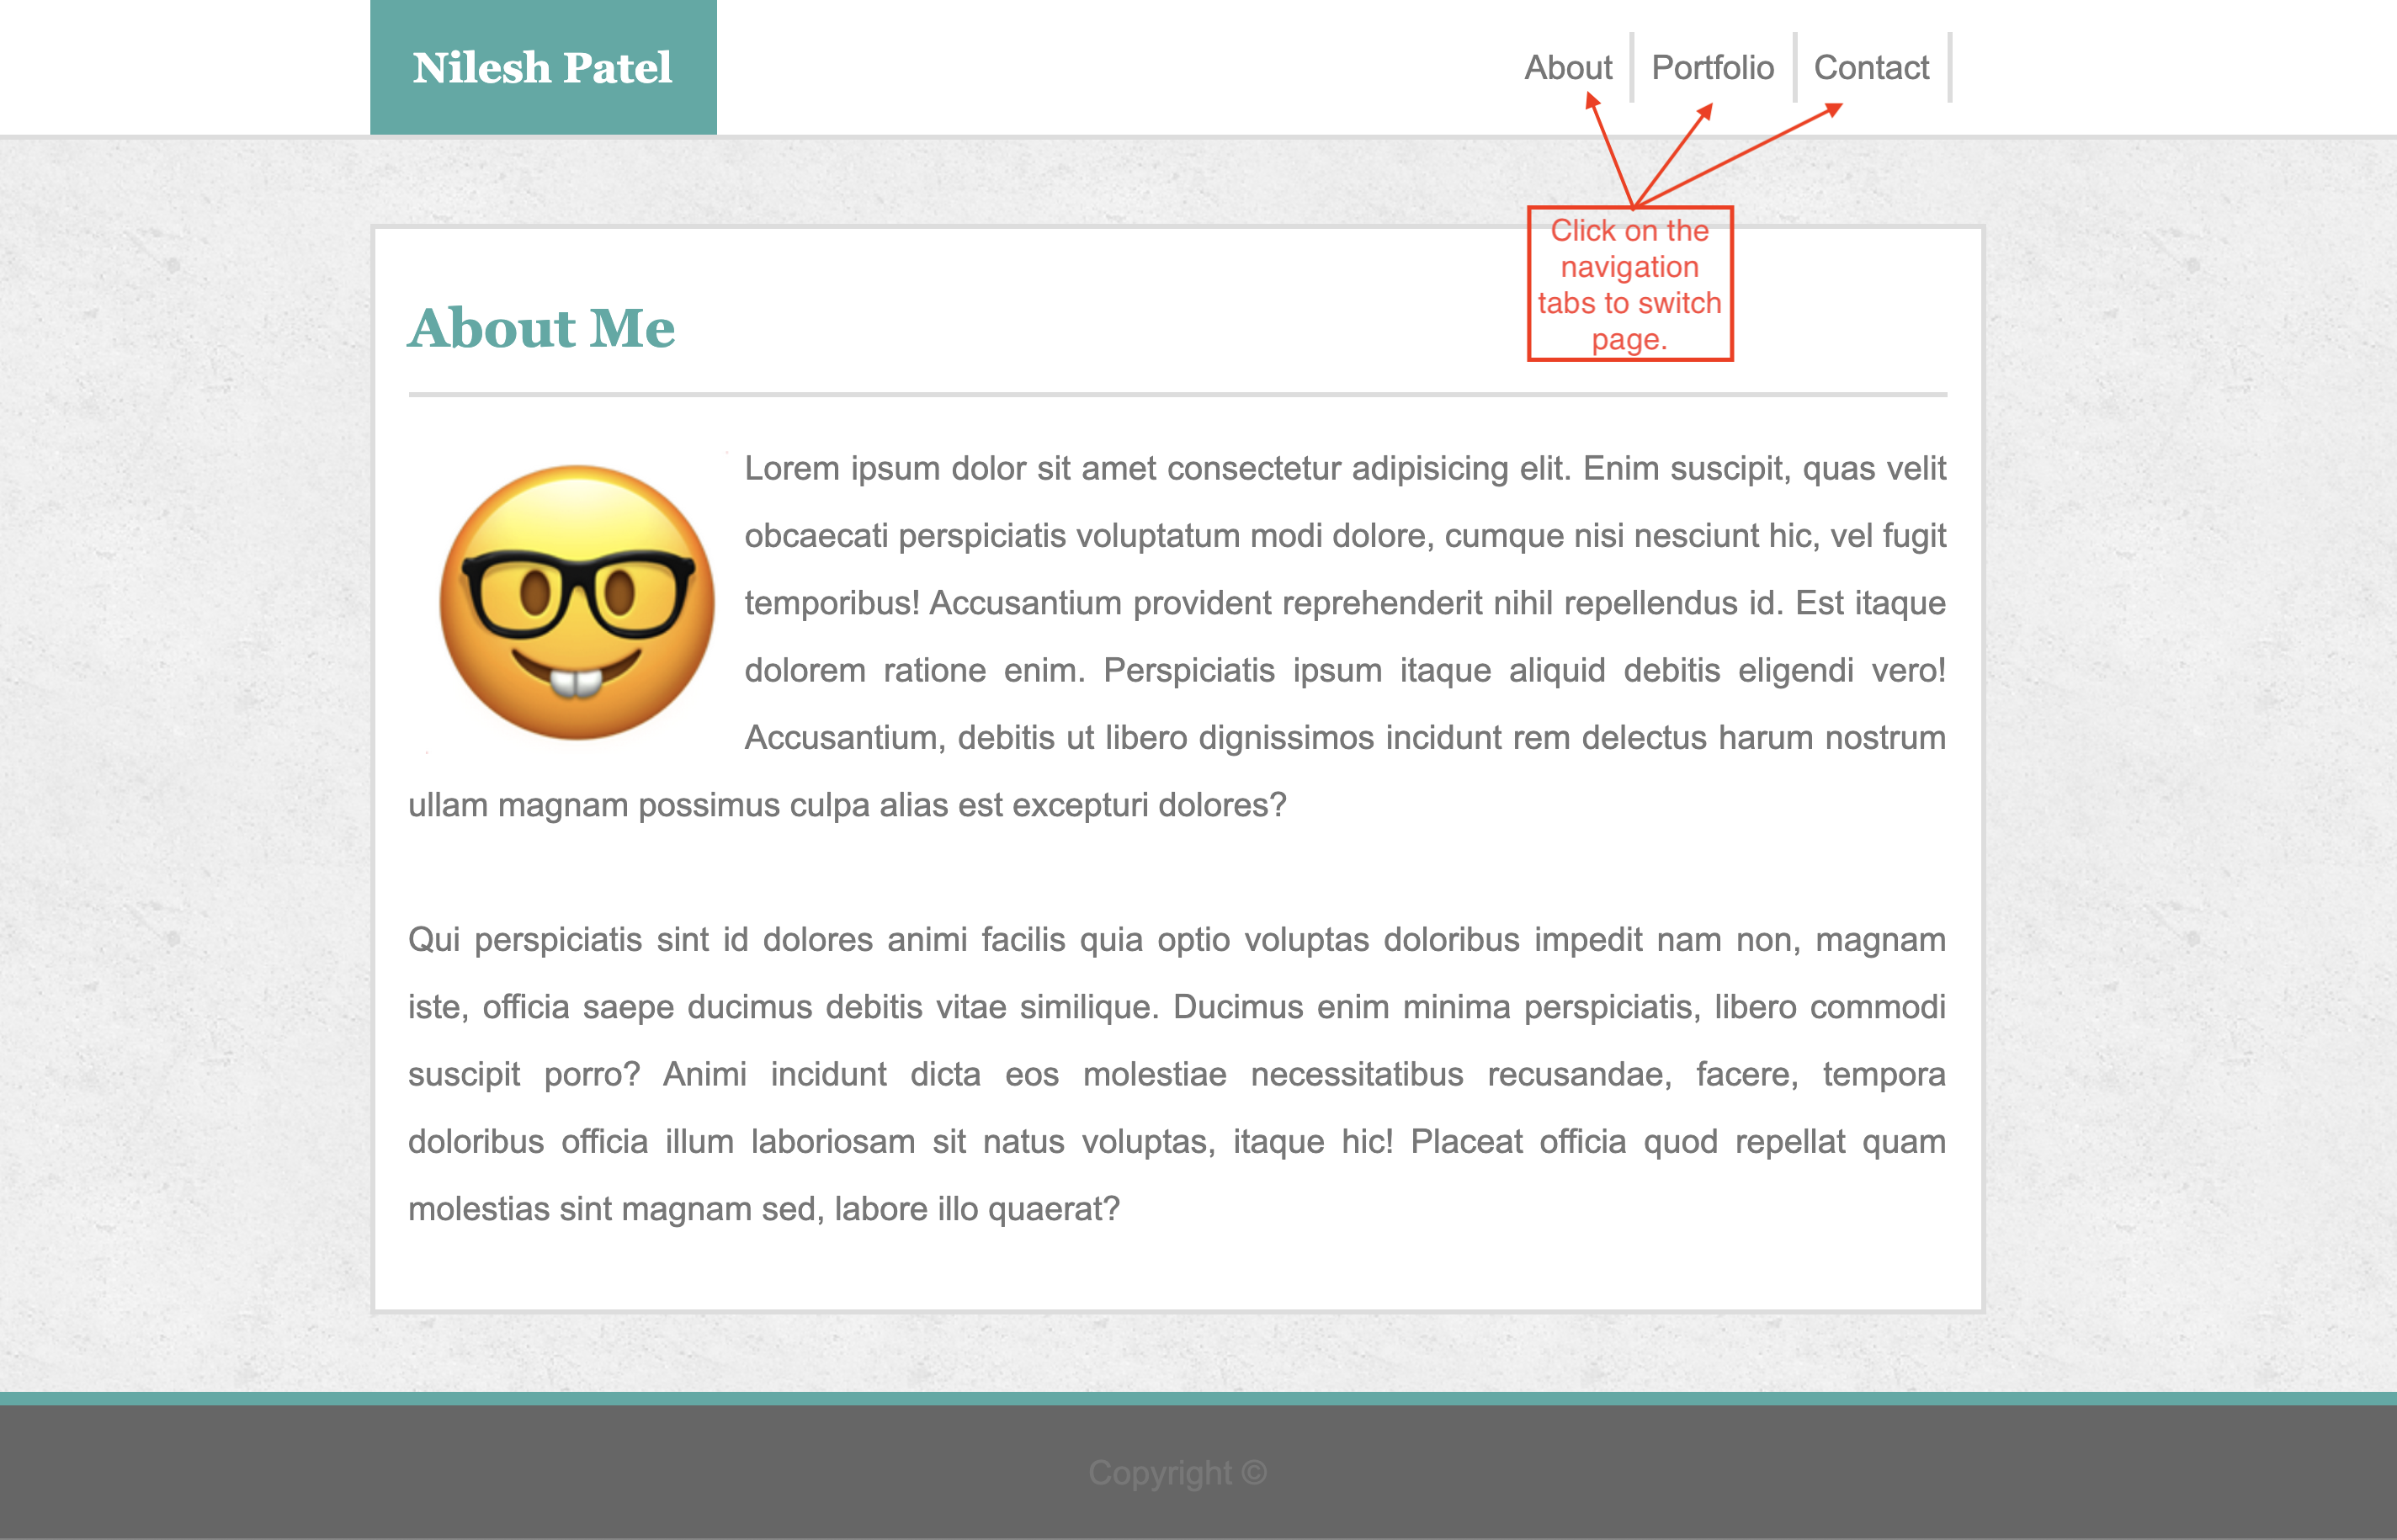 Nilesh Patel
About
Portfolio
Contact
Click on the
navigation
tabs to switch
page.
About Me
Lorem ipsum dolor sit amet consectetur adipisicing elit. Enim suscipit, quas velit
obcaecati perspiciatis voluptatum modi dolore, cumque nisi nesciunt hic, vel fugit
temporibus! Accusantium provident reprehenderit nihil repellendus id. Est itaque
dolorem ratione enim. Perspiciatis ipsum itaque aliquid debitis eligendi vero!
Accusantium, debitis ut libero dignissimos incidunt rem delectus harum nostrum
ullam magnam possimus culpa alias est excepturi dolores?
Qui perspiciatis sint id dolores animi facilis quia optio voluptas doloribus impedit nam non, magnam
iste, officia saepe ducimus debitis vitae similique. Ducimus enim minima perspiciatis, libero commodi
suscipit porro? Animi incidunt dicta eos molestiae necessitatibus recusandae, facere, tempora
doloribus officia illum laboriosam sit natus voluptas, itaque hic! Placeat officia quod repellat quam
molestias sint magnam sed, labore illo quaerat?
Copyright ©